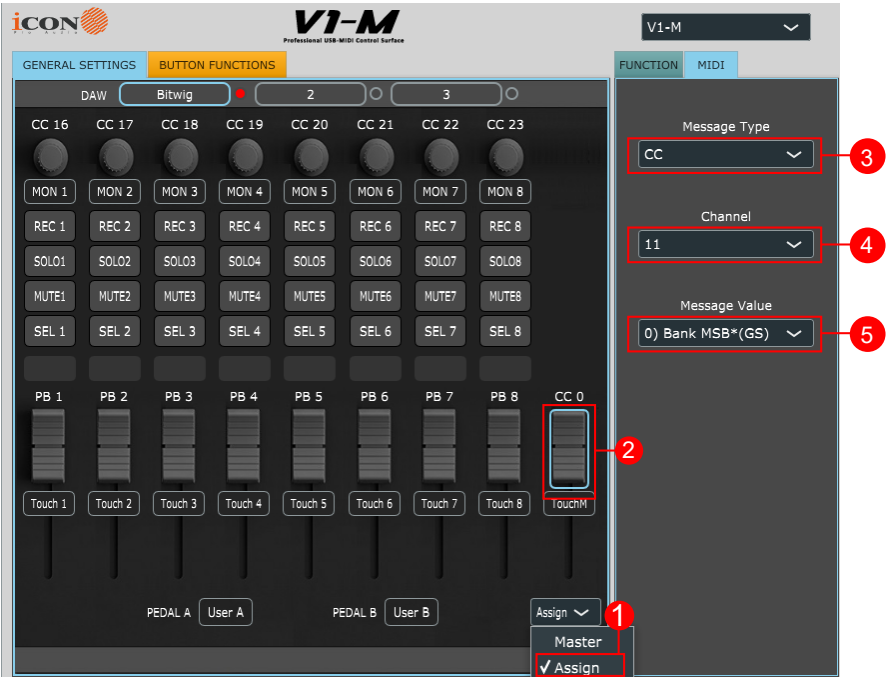 iCON
Pro Audio
V1-M
Professional USB-MIDI Control Surface
V1-M
GENERAL SETTINGS BUTTON FUNCTIONS
FUNCTION MIDI
DAW Bitwig 2 3
CC 16 CC 17 CC 18 CC 19 CC 20 CC 21 CC 22 CC 23
MON 1 MON 2 MON 3 MON 4 MON 5 MON 6 MON 7 MON 8
REC 1 REC 2 REC 3 REC 4 REC 5 REC 6 REC 7 REC 8
SOLO1 SOLO2 SOLO3 SOLO4 SOLO5 SOLO6 SOLO7 SOLO8
MUTE1 MUTE2 MUTE3 MUTE4 MUTE5 MUTE6 MUTE7 MUTE8
SEL 1 SEL 2 SEL 3 SEL 4 SEL 5 SEL 6 SEL 7 SEL 8
PB 1 PB 2 PB 3 PB 4 PB 5 PB 6 PB 7 PB 8 CC 0
2
Touch 1 Touch 2 Touch 3 Touch 4 Touch 5 Touch 6 Touch 7 Touch 8 TouchM
PEDAL A User A PEDAL B User B Assign 1
Master
✓ Assign
Message Type
CC 3
Channel
11 4
Message Value
0) Bank MSB*(GS) 5